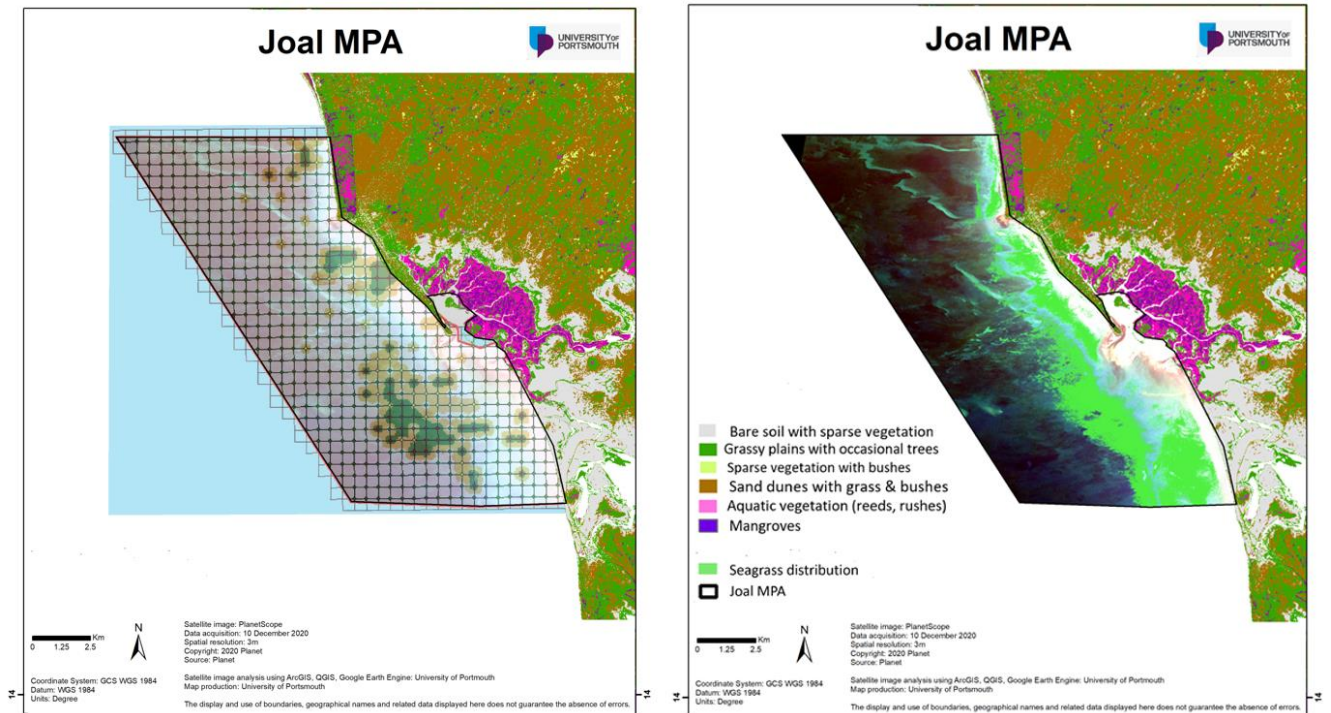 Joal MPA
UNIVERSITY OF
PORTSMOUTH
Km
0 1.25 2.5
N
Satellite image: PlanetScope
Data acquisition: 10 December 2020
Spatial resolution: 3m
Copyright: 2020 Planet
Source: Planet
Coordinate System: GCS WGS 1984
Datum: WGS 1984
Units: Degree
Satellite image analysis using ArcGIS, QGIS, Google Earth Engine: University of Portsmouth
Map production: University of Portsmouth
The display and use of boundaries, geographical names and related data displayed here does not guarantee the absence of errors.
14
14
Joal MPA
UNIVERSITY OF
PORTSMOUTH
Bare soil with sparse vegetation
Grassy plains with occasional trees
Sparse vegetation with bushes
Sand dunes with grass & bushes
Aquatic vegetation (reeds, rushes)
Mangroves
Seagrass distribution
Joal MPA
Km
0 1.25 2.5
N
Satellite image: PlanetScope
Data acquisition: 10 December 2020
Spatial resolution: 3m
Copyright: 2020 Planet
Source: Planet
Coordinate System: GCS WGS 1984
Datum: WGS 1984
Units: Degree
Satellite image analysis using ArcGIS, QGIS, Google Earth Engine: University of Portsmouth
Map production: University of Portsmouth
The display and use of boundaries, geographical names and related data displayed here does not guarantee the absence of errors.
14
14